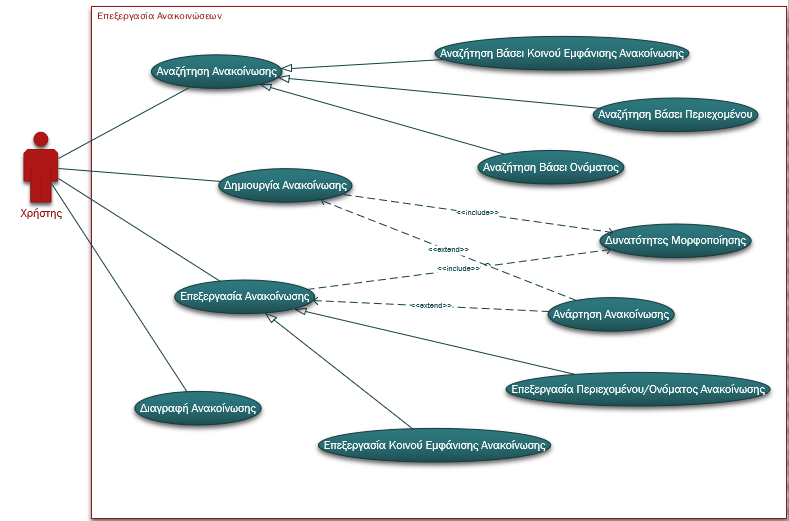 Επεξεργασία Ανακοινώσεων
Αναζήτηση Βάσει Κοινού Εμφάνισης Ανακοίνωσης
Αναζήτηση Ανακοίνωσης
Αναζήτηση Βάσει Περιεχομένου
Αναζήτηση Βάσει Ονόματος
Δημιουργία Ανακοίνωσης
Χρήστης
<<include>>
Δυνατότητες Μορφοποίησης
<<extend>>
<<include>>
Επεξεργασία Ανακοίνωσης
<<extend>>
Ανάρτηση Ανακοίνωσης
Επεξεργασία Περιεχομένου/Ονόματος Ανακοίνωσης
Διαγραφή Ανακοίνωσης
Επεξεργασία Κοινού Εμφάνισης Ανακοίνωσης